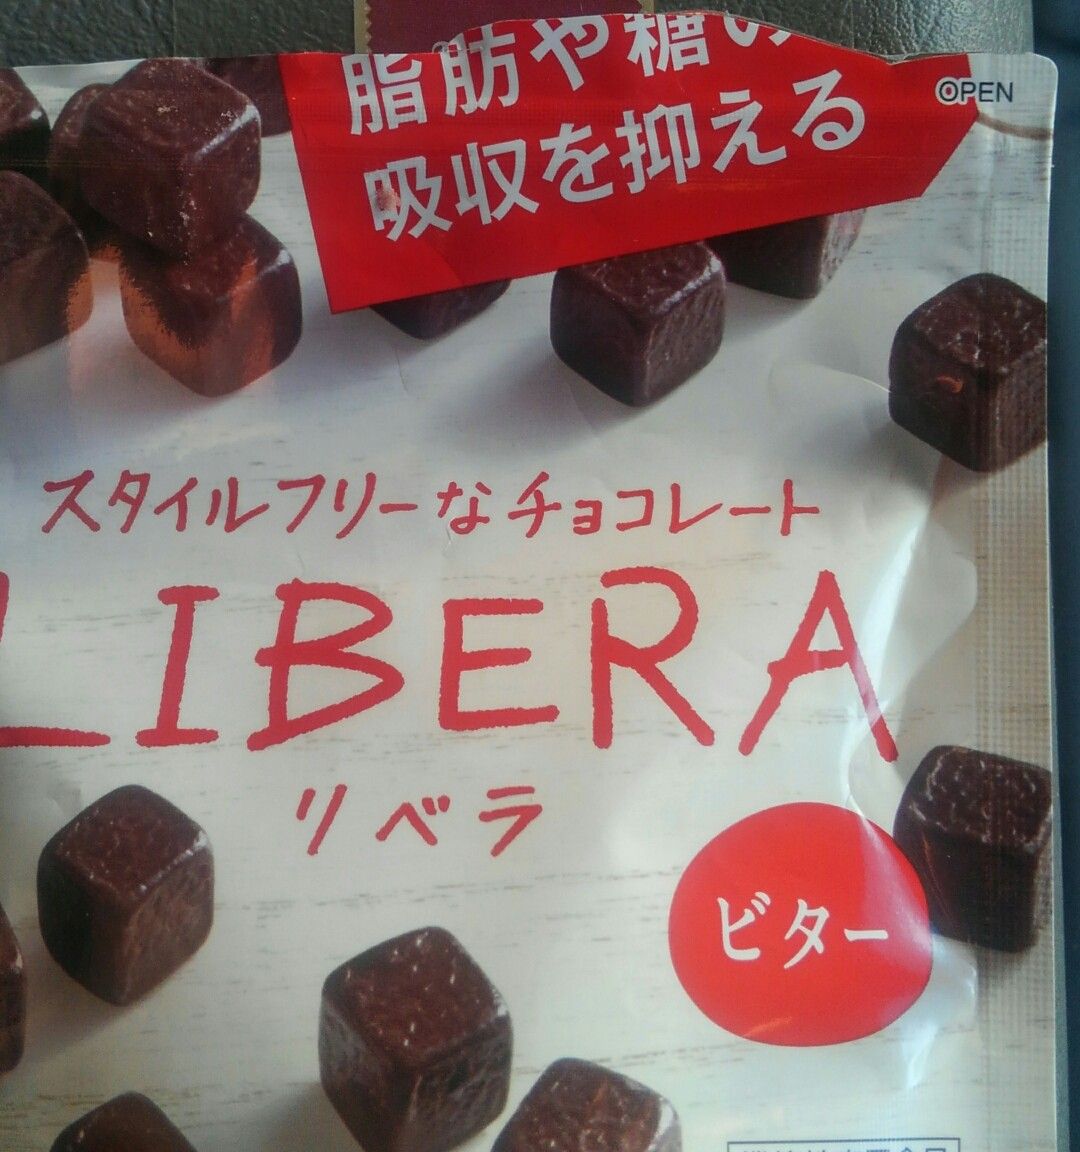 脂肪や糖の
吸収を抑える
OPEN
スタイルフリーなチョコレート
LIBERA
リベラ
ビター